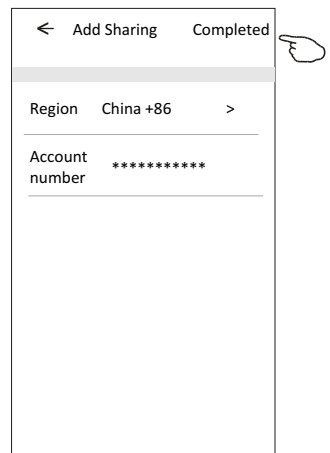 ← Add Sharing Completed
Region China +86 >
Account
number ***********